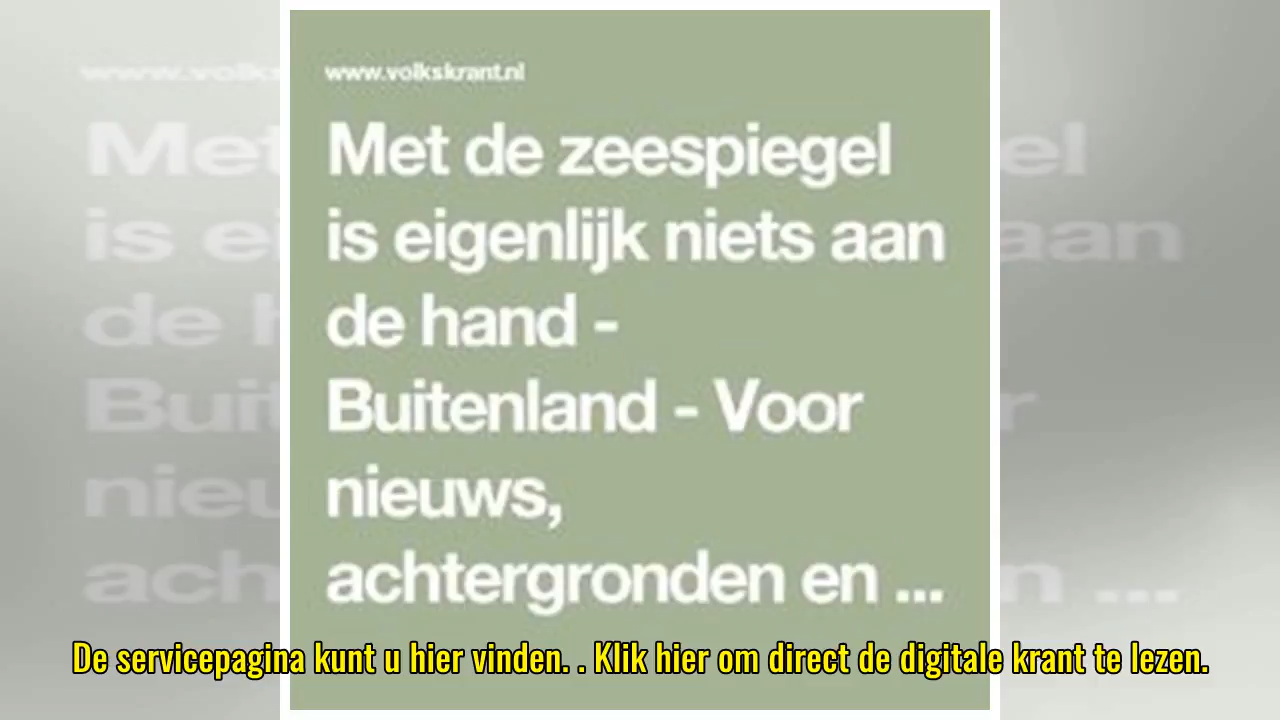 www.volkskrant.nl
Met de zeespiegel
is eigenlijk niets aan
de hand -
Buitenland - Voor
nieuws,
achtergronden en ...
De servicepagina kunt u hier vinden. . Klik hier om direct de digitale krant te lezen.